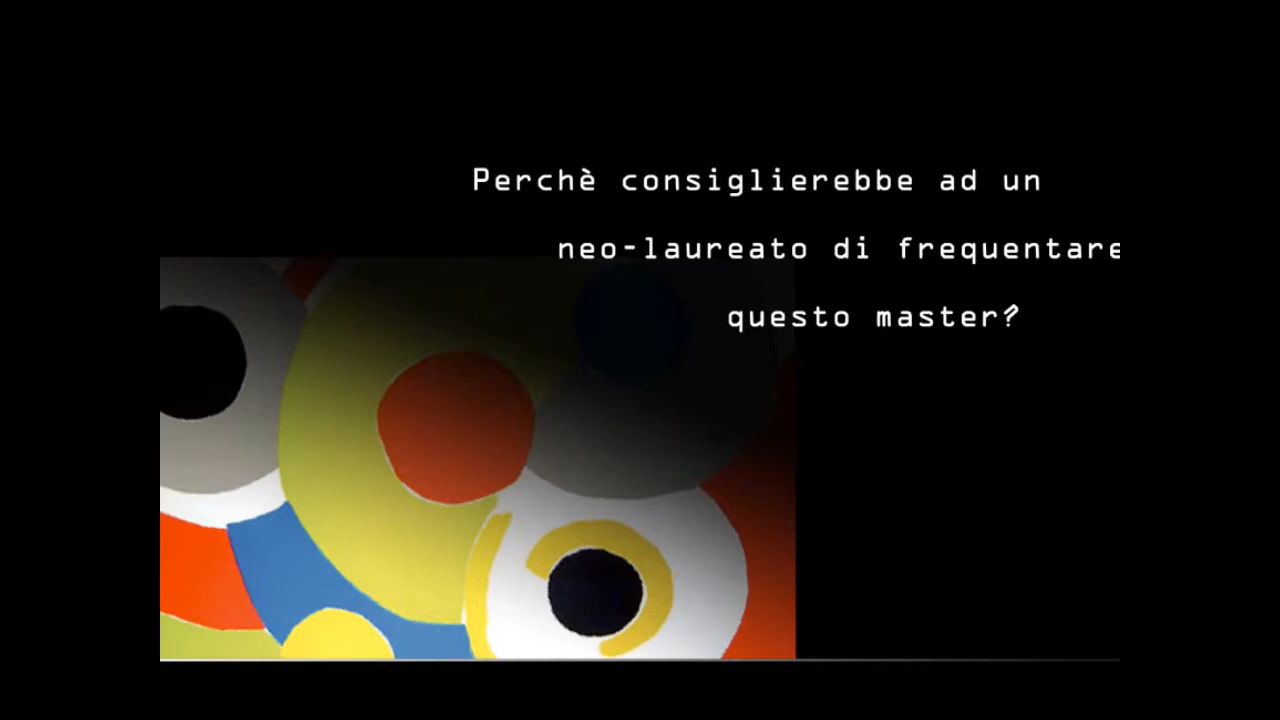 Perchè consiglierebbe ad un
neo-laureato di frequentare
questo master?